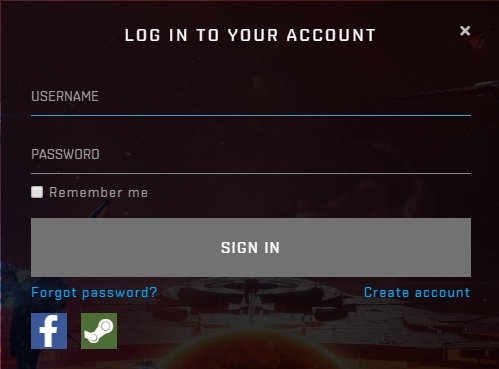 LOG IN TO YOUR ACCOUNT
×
USERNAME
PASSWORD
Remember me
SIGN IN
Forgot password? Create account